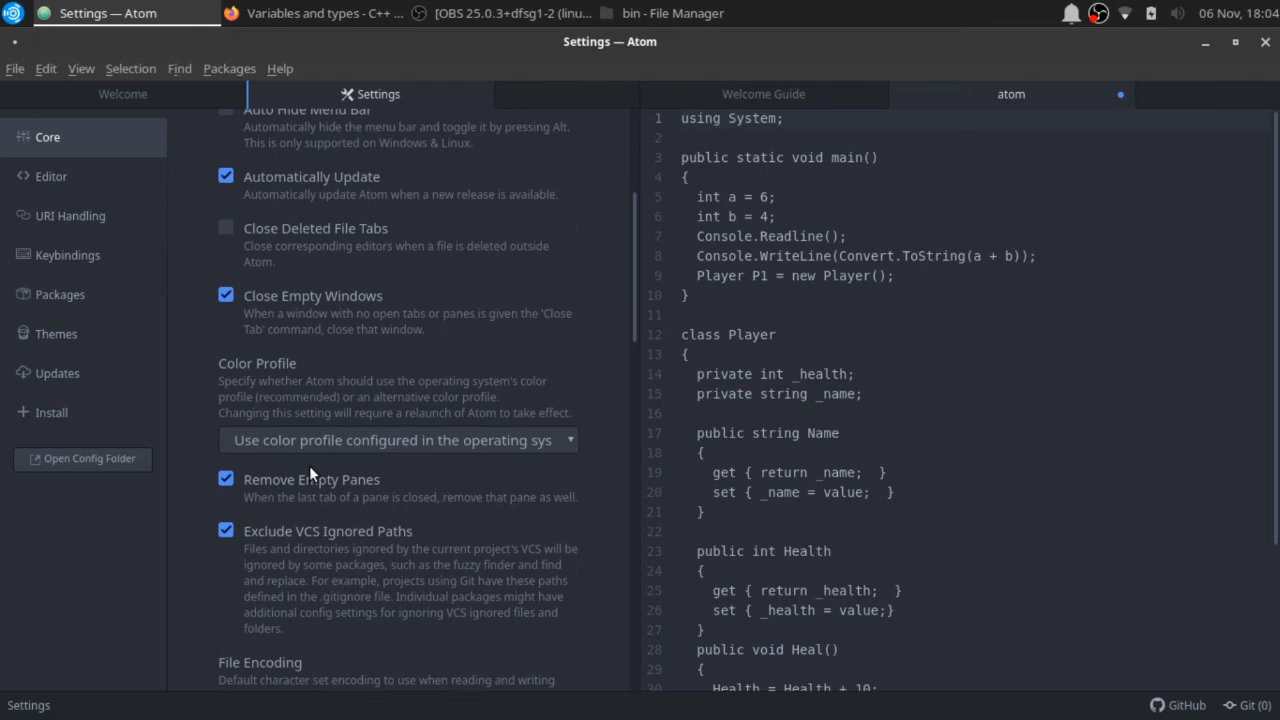 Settings — Atom
Variables and types - C++ ...
[OBS 25.0.3+dfsg1-2 (linu...
bin - File Manager
06 Nov, 18:04
Settings — Atom
File Edit View Selection Find Packages Help
Welcome
Settings
Welcome Guide
atom
Core
Editor
URI Handling
Keybindings
Packages
Themes
Updates
Install
Open Config Folder
Auto Hide Menu Bar
Automatically hide the menu bar and toggle it by pressing Alt.
This is only supported on Windows & Linux.
Automatically Update
Automatically update Atom when a new release is available.
Close Deleted File Tabs
Close corresponding editors when a file is deleted outside
Atom.
Close Empty Windows
When a window with no open tabs or panes is given the 'Close
Tab' command, close that window.
Color Profile
Specify whether Atom should use the operating system's color
profile (recommended) or an alternative color profile.
Changing this setting will require a relaunch of Atom to take effect.
Use color profile configured in the operating sys
Remove Empty Panes
When the last tab of a pane is closed, remove that pane as well.
Exclude VCS Ignored Paths
Files and directories ignored by the current project's VCS will be
ignored by some packages, such as the fuzzy finder and find
and replace. For example, projects using Git have these paths
defined in the .gitignore file. Individual packages might have
additional config settings for ignoring VCS ignored files and
folders.
File Encoding
Default character set encoding to use when reading and writing
1 using System;
2
3 public static void main()
4 {
5 int a = 6;
6 int b = 4;
7 Console.Readline();
8 Console.WriteLine(Convert.ToString(a + b));
9 Player P1 = new Player();
10 }
11
12 class Player
13 {
14 private int _health;
15 private string _name;
16
17 public string Name
18 {
19 get { return _name; }
20 set { _name = value; }
21 }
22
23 public int Health
24 {
25 get { return _health; }
26 set { _health = value;}
27 }
28 public void Heal()
29 {
30 Health = Health + 10;
Settings
GitHub
Git (0)